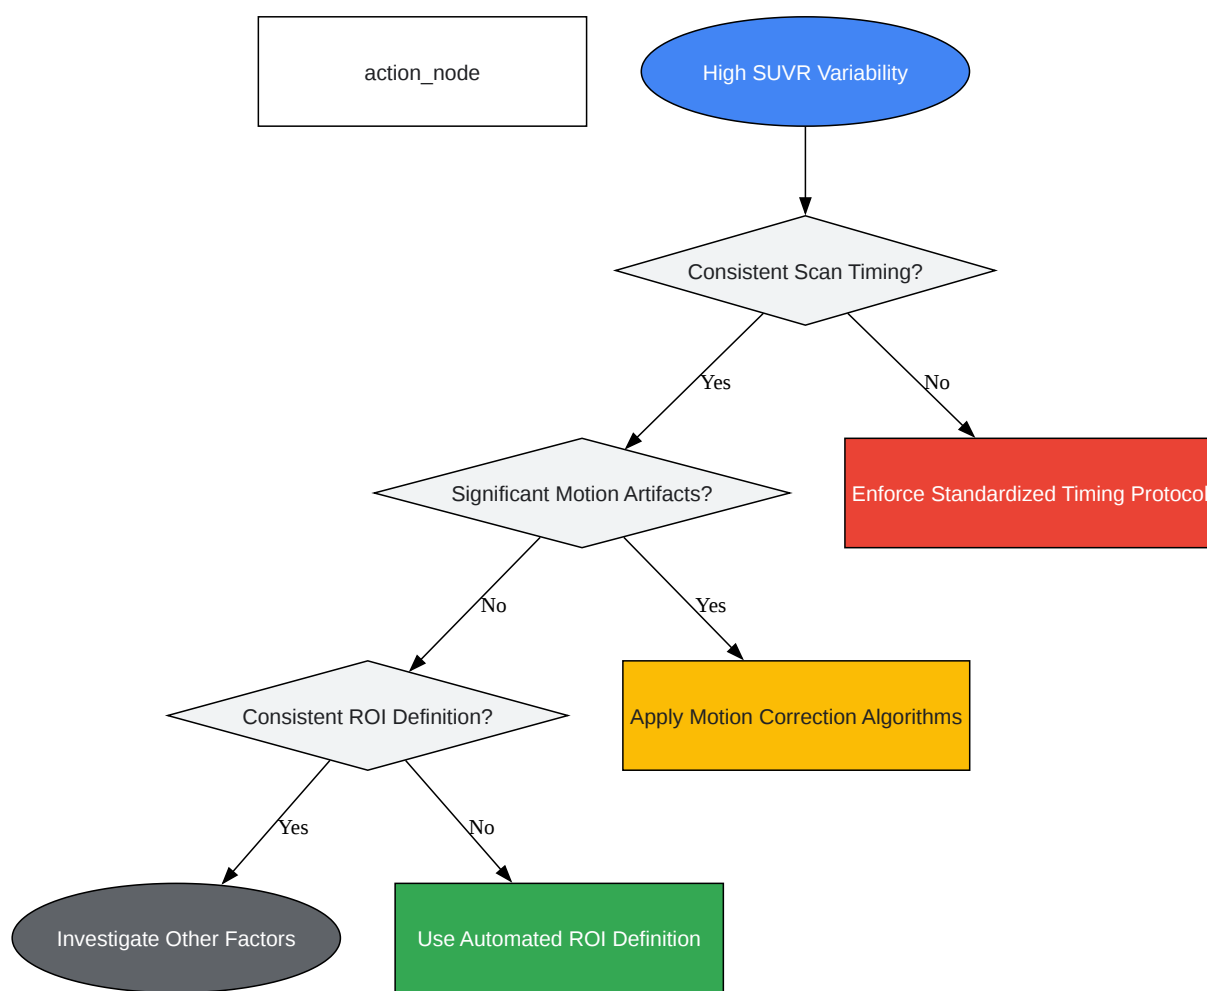 action_node
High SUVR Variability
Consistent Scan Timing?
Yes
No
Significant Motion Artifacts?
Enforce Standardized Timing Protocol
No
Yes
Consistent ROI Definition?
Apply Motion Correction Algorithms
Yes
No
Investigate Other Factors
Use Automated ROI Definition